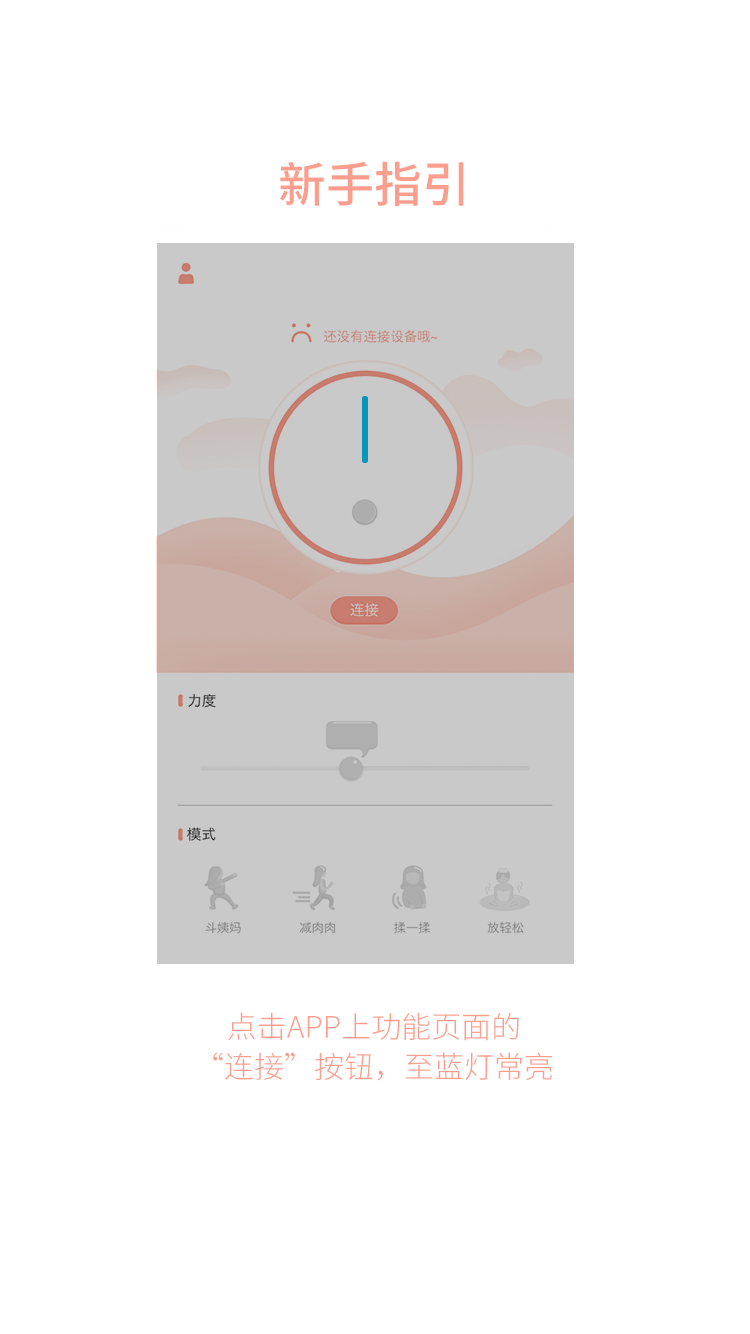 新手指引
还没有连接设备哦~
连接
力度
模式
斗姨妈 减肉肉 揉一揉 放轻松
点击APP上功能页面的
“连接”按钮，至蓝灯常亮